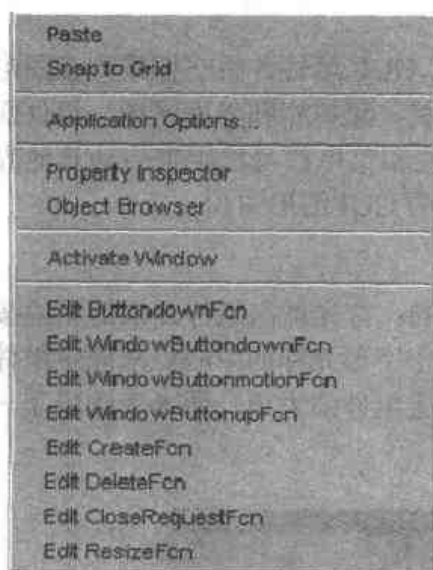 Paste
Snap to Grid
Application Options...
Property Inspector
Object Browser
Activate Window
Edit ButtondownFcn
Edit WindowButtondownFcn
Edit WindowButtonmotionFcn
Edit WindowButtonupFcn
Edit CreateFcn
Edit DeleteFcn
Edit CloseRequestFcn
Edit ResizeFcn